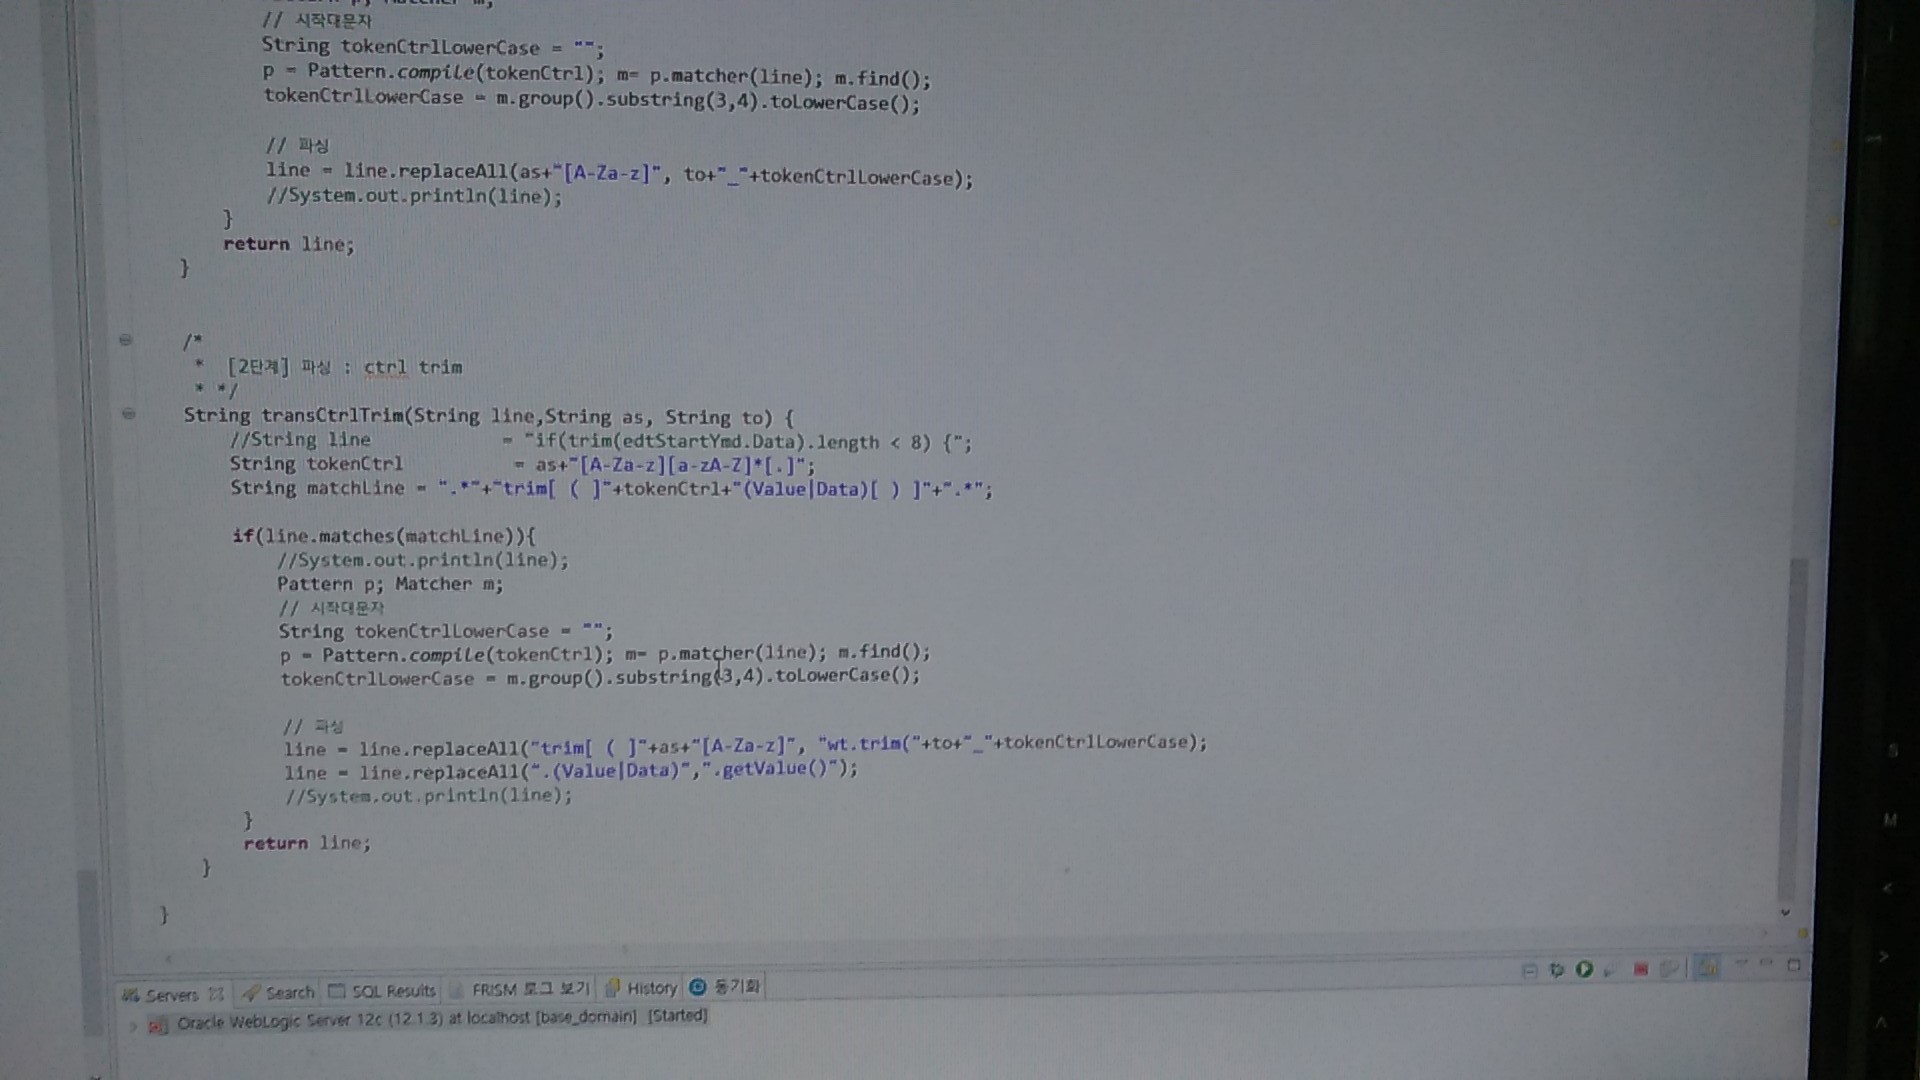 // 시작대문자
String tokenCtrlLowerCase = "";
p = Pattern.compile(tokenCtrl); m= p.matcher(line); m.find();
tokenCtrlLowerCase = m.group().substring(3,4).toLowerCase();
// 파싱
line = line.replaceAll(as+"[A-Za-z]", to+"_"+tokenCtrlLowerCase);
//System.out.println(line);
}
return line;
}
/*
* [2단계] 파싱 : ctrl trim
* */
String transCtrlTrim(String line,String as, String to) {
//String line = "if(trim(edtStartYmd.Data).length < 8) {";
String tokenCtrl = as+"[A-Za-z][a-zA-Z]*[.]";
String matchLine = ".*"+"trim[ ( ]"+tokenCtrl+"(Value|Data)[ ) ]"+".*";
if(line.matches(matchLine)){
//System.out.println(line);
Pattern p; Matcher m;
// 시작대문자
String tokenCtrlLowerCase = "";
p = Pattern.compile(tokenCtrl); m= p.matcher(line); m.find();
tokenCtrlLowerCase = m.group().substring(3,4).toLowerCase();
// 파싱
line = line.replaceAll("trim[ ( ]"+as+"[A-Za-z]", "wt.trim("+to+"_"+tokenCtrlLowerCase);
line = line.replaceAll(".(Value|Data)",".getValue()");
//System.out.println(line);
}
return line;
}
}
Servers Search SQL Results FRISM 로그 보기 History 동기화
Oracle WebLogic Server 12c (12.1.3) at localhost [base_domain] [Started]
S
M
<
>